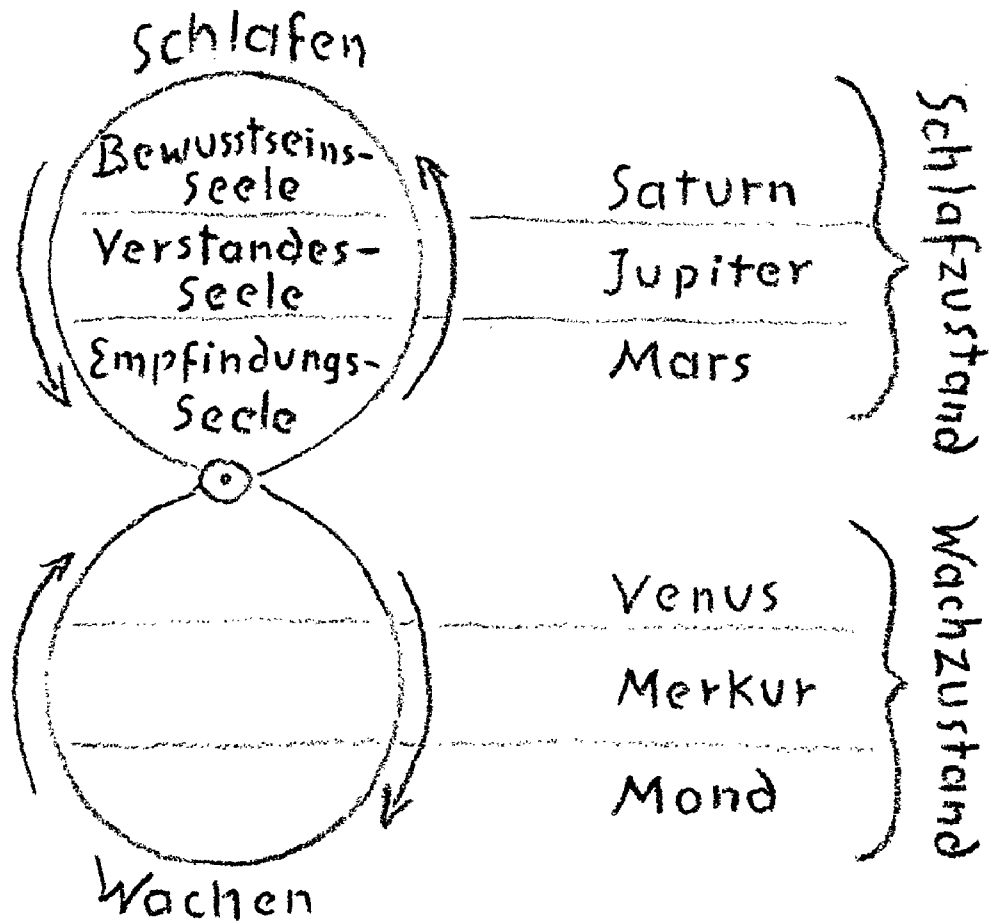 Schlafen
Bewusstseins-
Seele
Verstandes-
Seele
Empfindungs-
Seele
Saturn
Jupiter
Mars
Schlafzustand
Venus
Merkur
Mond
Wachzustand
Wachen